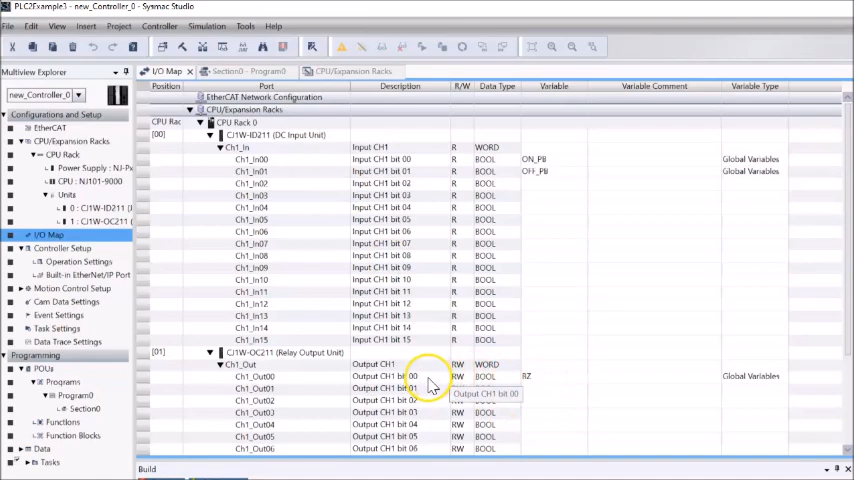 PLC2Example3 - new_Controller_0 - Sysmac Studio
File Edit View Insert Project Controller Simulation Tools Help
Multiview Explorer
new_Controller_0
Configurations and Setup
EtherCAT
CPU/Expansion Racks
CPU Rack
Power Supply : NJ-Px
CPU : NJ101-9000
Units
0 : CJ1W-ID211 (D
1 : CJ1W-OC211 (
I/O Map
Controller Setup
Operation Settings
Built-in EtherNet/IP Port
Motion Control Setup
Cam Data Settings
Event Settings
Task Settings
Data Trace Settings
Programming
POUs
Programs
Program0
Section0
Functions
Function Blocks
Data
Tasks
I/O Map Section0 - Program0 CPU/Expansion Racks
Position Port Description R/W Data Type Variable Variable Comment Variable Type
EtherCAT Network Configuration
CPU/Expansion Racks
CPU Rac CPU Rack 0
[00] CJ1W-ID211 (DC Input Unit)
Ch1_In Input CH1 R WORD
Ch1_In00 Input CH1 bit 00 R BOOL ON_PB Global Variables
Ch1_In01 Input CH1 bit 01 R BOOL OFF_PB Global Variables
Ch1_In02 Input CH1 bit 02 R BOOL
Ch1_In03 Input CH1 bit 03 R BOOL
Ch1_In04 Input CH1 bit 04 R BOOL
Ch1_In05 Input CH1 bit 05 R BOOL
Ch1_In06 Input CH1 bit 06 R BOOL
Ch1_In07 Input CH1 bit 07 R BOOL
Ch1_In08 Input CH1 bit 08 R BOOL
Ch1_In09 Input CH1 bit 09 R BOOL
Ch1_In10 Input CH1 bit 10 R BOOL
Ch1_In11 Input CH1 bit 11 R BOOL
Ch1_In12 Input CH1 bit 12 R BOOL
Ch1_In13 Input CH1 bit 13 R BOOL
Ch1_In14 Input CH1 bit 14 R BOOL
Ch1_In15 Input CH1 bit 15 R BOOL
[01] CJ1W-OC211 (Relay Output Unit)
Ch1_Out Output CH1 RW WORD
Ch1_Out00 Output CH1 bit 00 RW BOOL RZ Global Variables
Ch1_Out01 Output CH1 bit 01 RW
Output CH1 bit 00
Ch1_Out02 Output CH1 bit 02 RW BOOL
Ch1_Out03 Output CH1 bit 03 RW BOOL
Ch1_Out04 Output CH1 bit 04 RW BOOL
Ch1_Out05 Output CH1 bit 05 RW BOOL
Ch1_Out06 Output CH1 bit 06 RW BOOL
Build